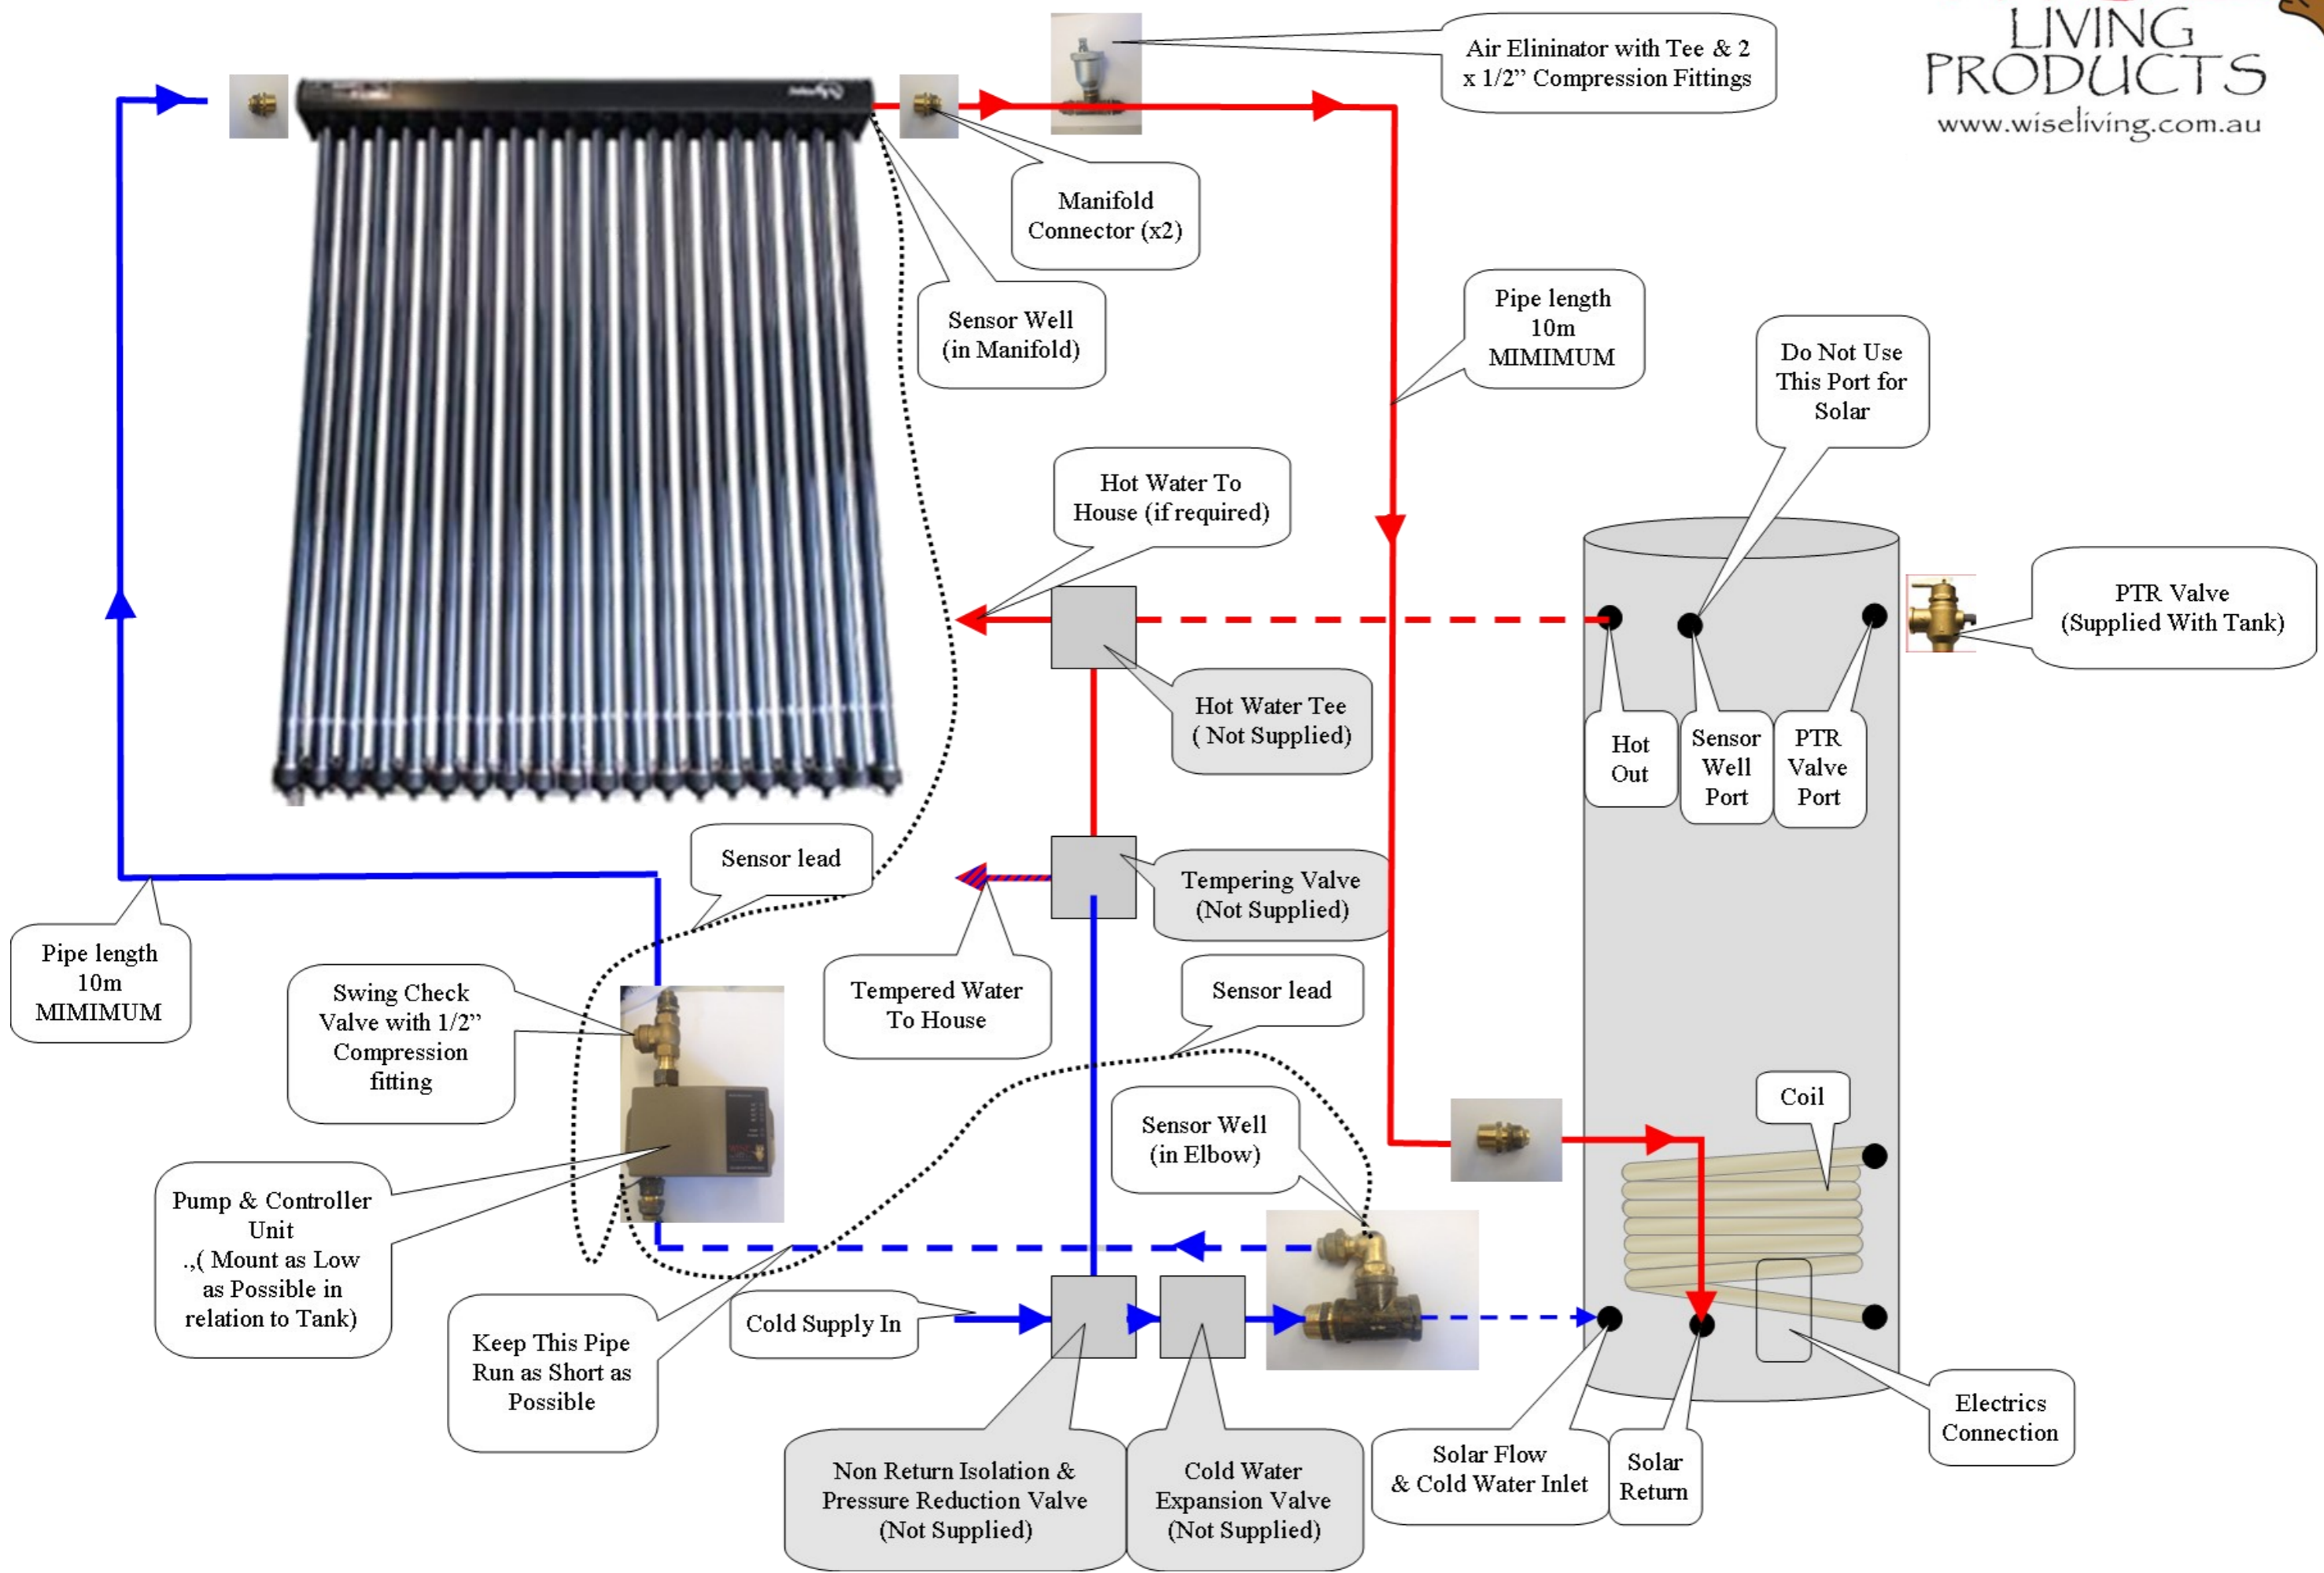 LIVING
PRODUCTS
www.wiseliving.com.au
Air Elininator with Tee & 2
x 1/2” Compression Fittings
Manifold
Connector (x2)
Sensor Well
(in Manifold)
Pipe length
10m
MIMIMUM
Do Not Use
This Port for
Solar
Hot Water To
House (if required)
PTR Valve
(Supplied With Tank)
Hot Water Tee
( Not Supplied)
Hot
Out
Sensor
Well
Port
PTR
Valve
Port
Sensor lead
Tempering Valve
(Not Supplied)
Pipe length
10m
MIMIMUM
Swing Check
Valve with 1/2”
Compression
fitting
Tempered Water
To House
Sensor lead
Coil
Sensor Well
(in Elbow)
Pump & Controller
Unit
.,( Mount as Low
as Possible in
relation to Tank)
Cold Supply In
Keep This Pipe
Run as Short as
Possible
Electrics
Connection
Non Return Isolation &
Pressure Reduction Valve
(Not Supplied)
Cold Water
Expansion Valve
(Not Supplied)
Solar Flow
& Cold Water Inlet
Solar
Return